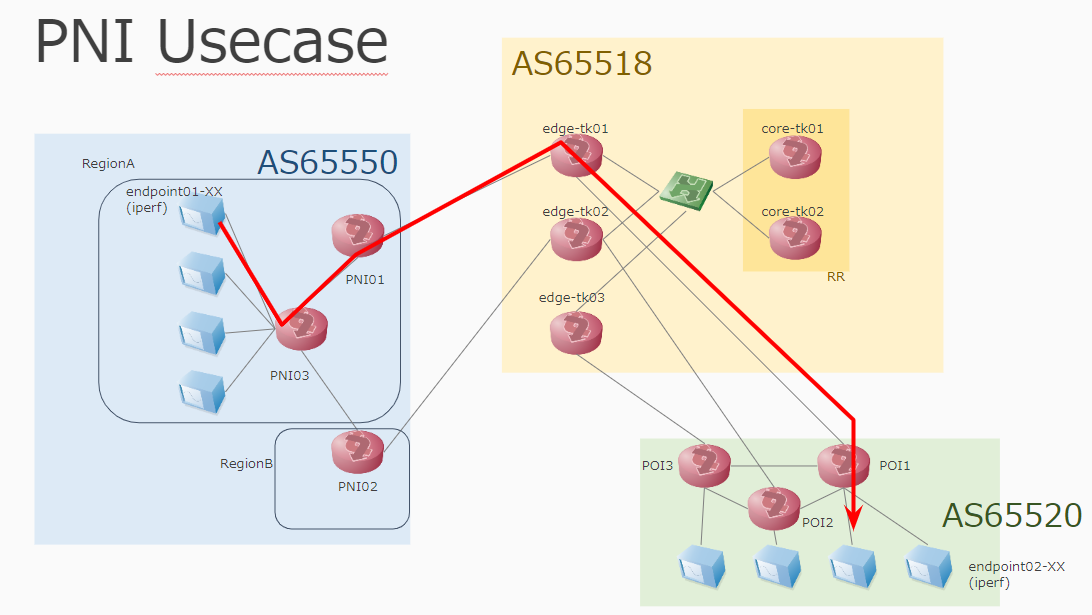 PNI Usecase
AS65518
edge-tk01
core-tk01
AS65550
RegionA
endpoint01-XX
(iperf)
edge-tk02
core-tk02
PNI01
RR
edge-tk03
PNI03
RegionB
PNI02
POI3
POI1
POI2
AS65520
endpoint02-XX
(iperf)